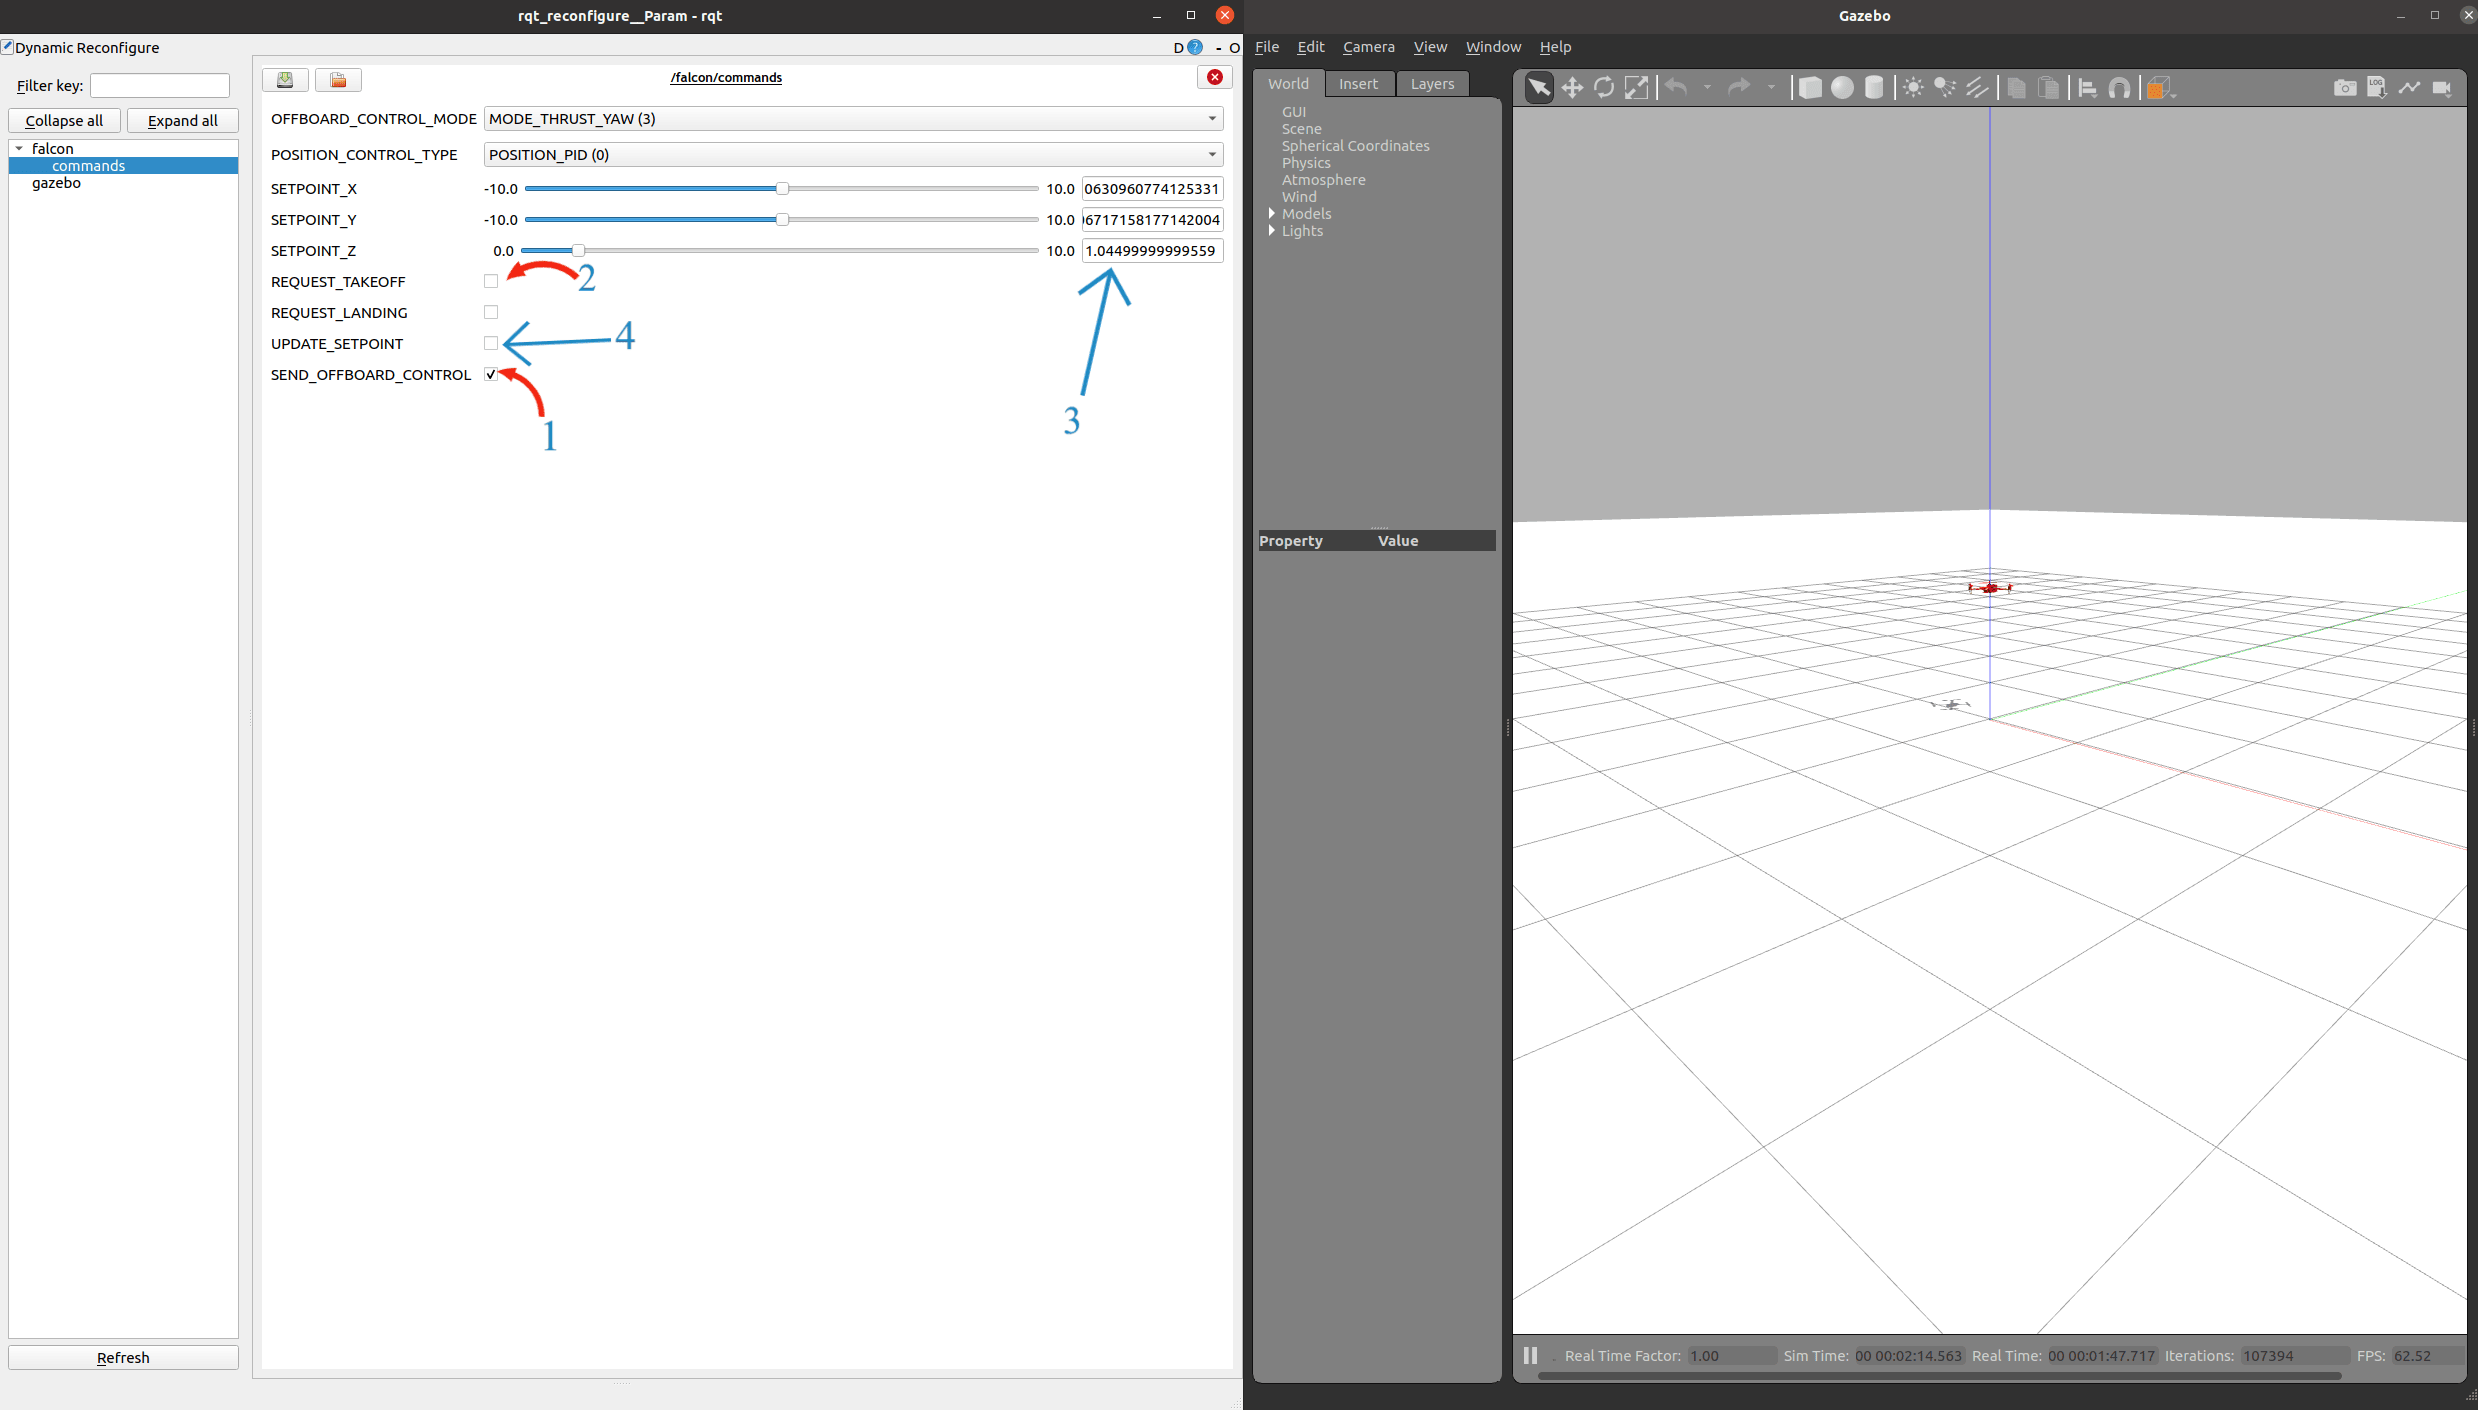 rqt_reconfigure__Param - rqt
Dynamic Reconfigure
D ? - O
Filter key:
Collapse all
Expand all
falcon
commands
gazebo
Refresh
/falcon/commands
OFFBOARD_CONTROL_MODE MODE_THRUST_YAW (3)
POSITION_CONTROL_TYPE POSITION_PID (0)
SETPOINT_X -10.0 10.0 0630960774125331
SETPOINT_Y -10.0 10.0 67171581771420​04
SETPOINT_Z 0.0 10.0 1.04499999999559
REQUEST_TAKEOFF
2
REQUEST_LANDING
UPDATE_SETPOINT
4
SEND_OFFBOARD_CONTROL
1
3
Gazebo
File Edit Camera View Window Help
World Insert Layers
GUI
Scene
Spherical Coordinates
Physics
Atmosphere
Wind
Models
Lights
Property Value
LOG
Real Time Factor: 1.00 Sim Time: 00 00:02:14.563 Real Time: 00 00:01:47.717 Iterations: 107394 FPS: 62.52